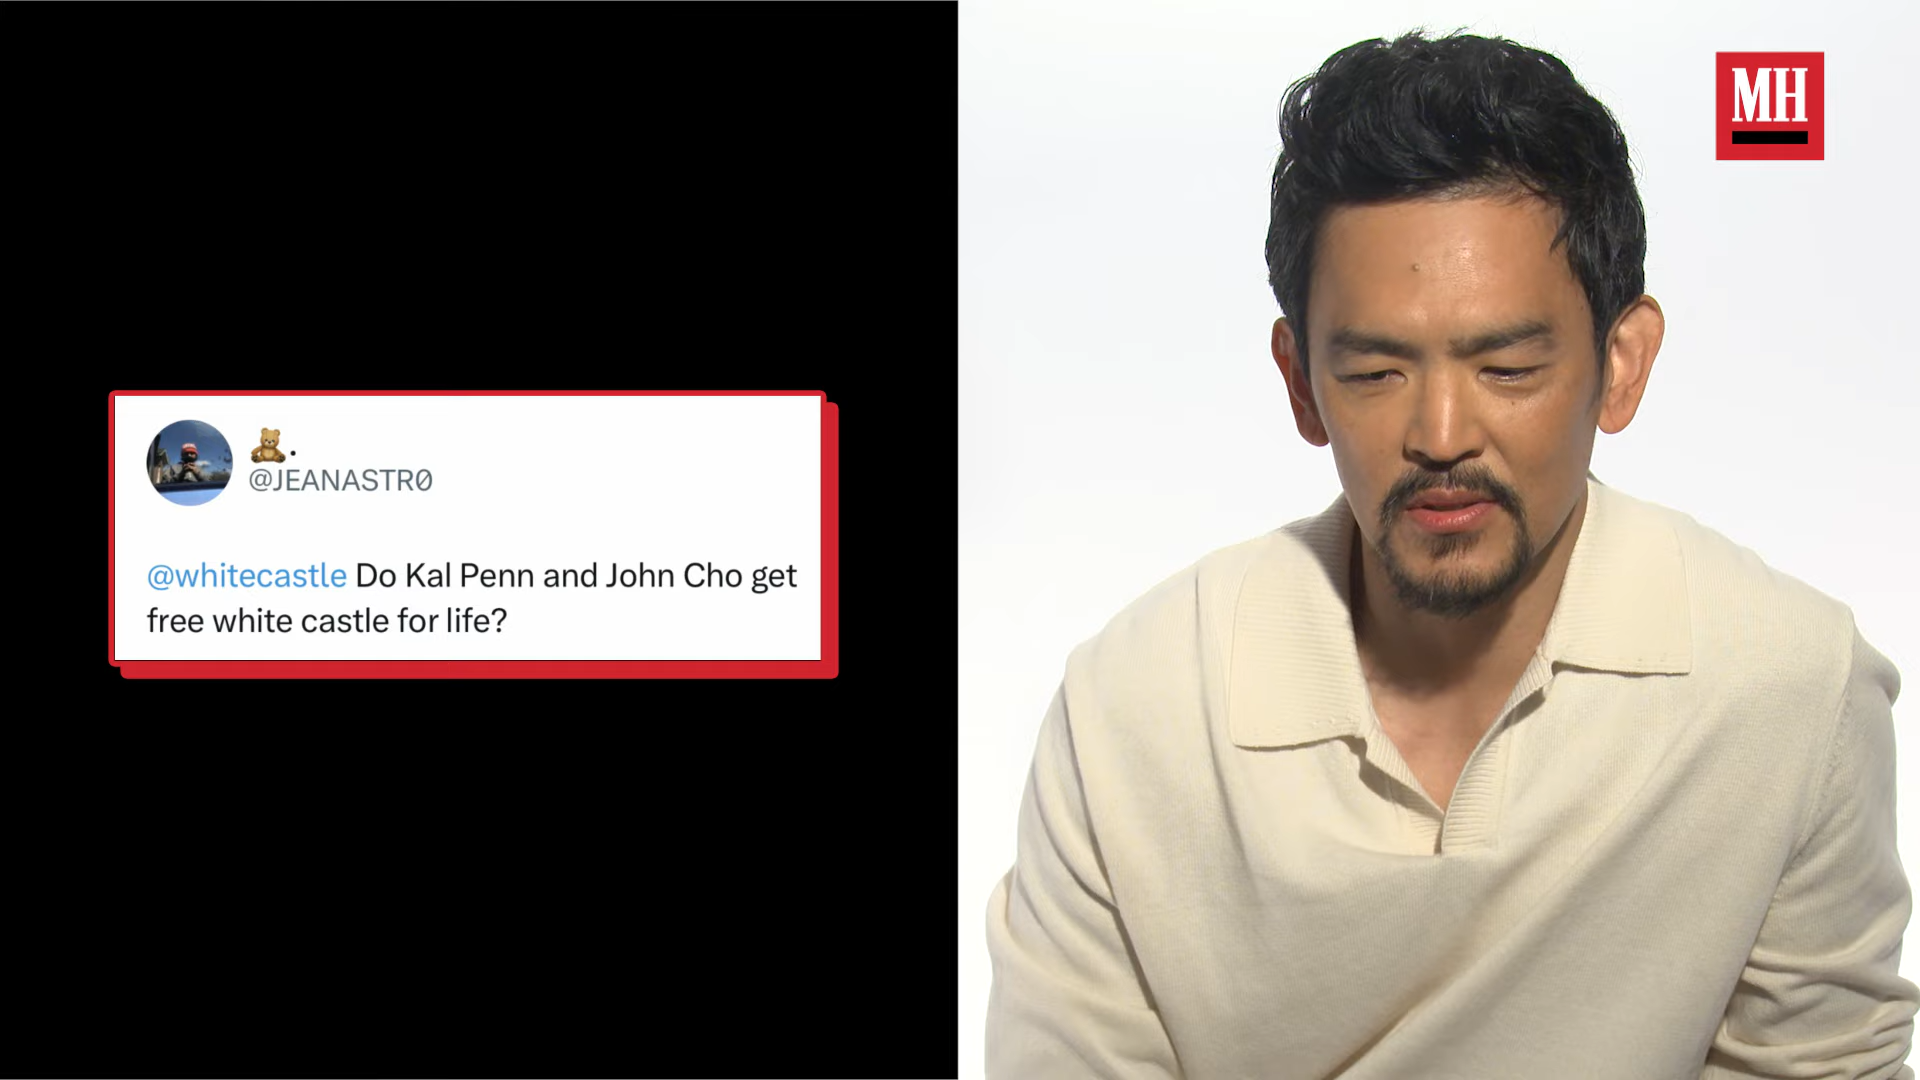 MH
@JEANASTR0
@whitecastle Do Kal Penn and John Cho get
free white castle for life?